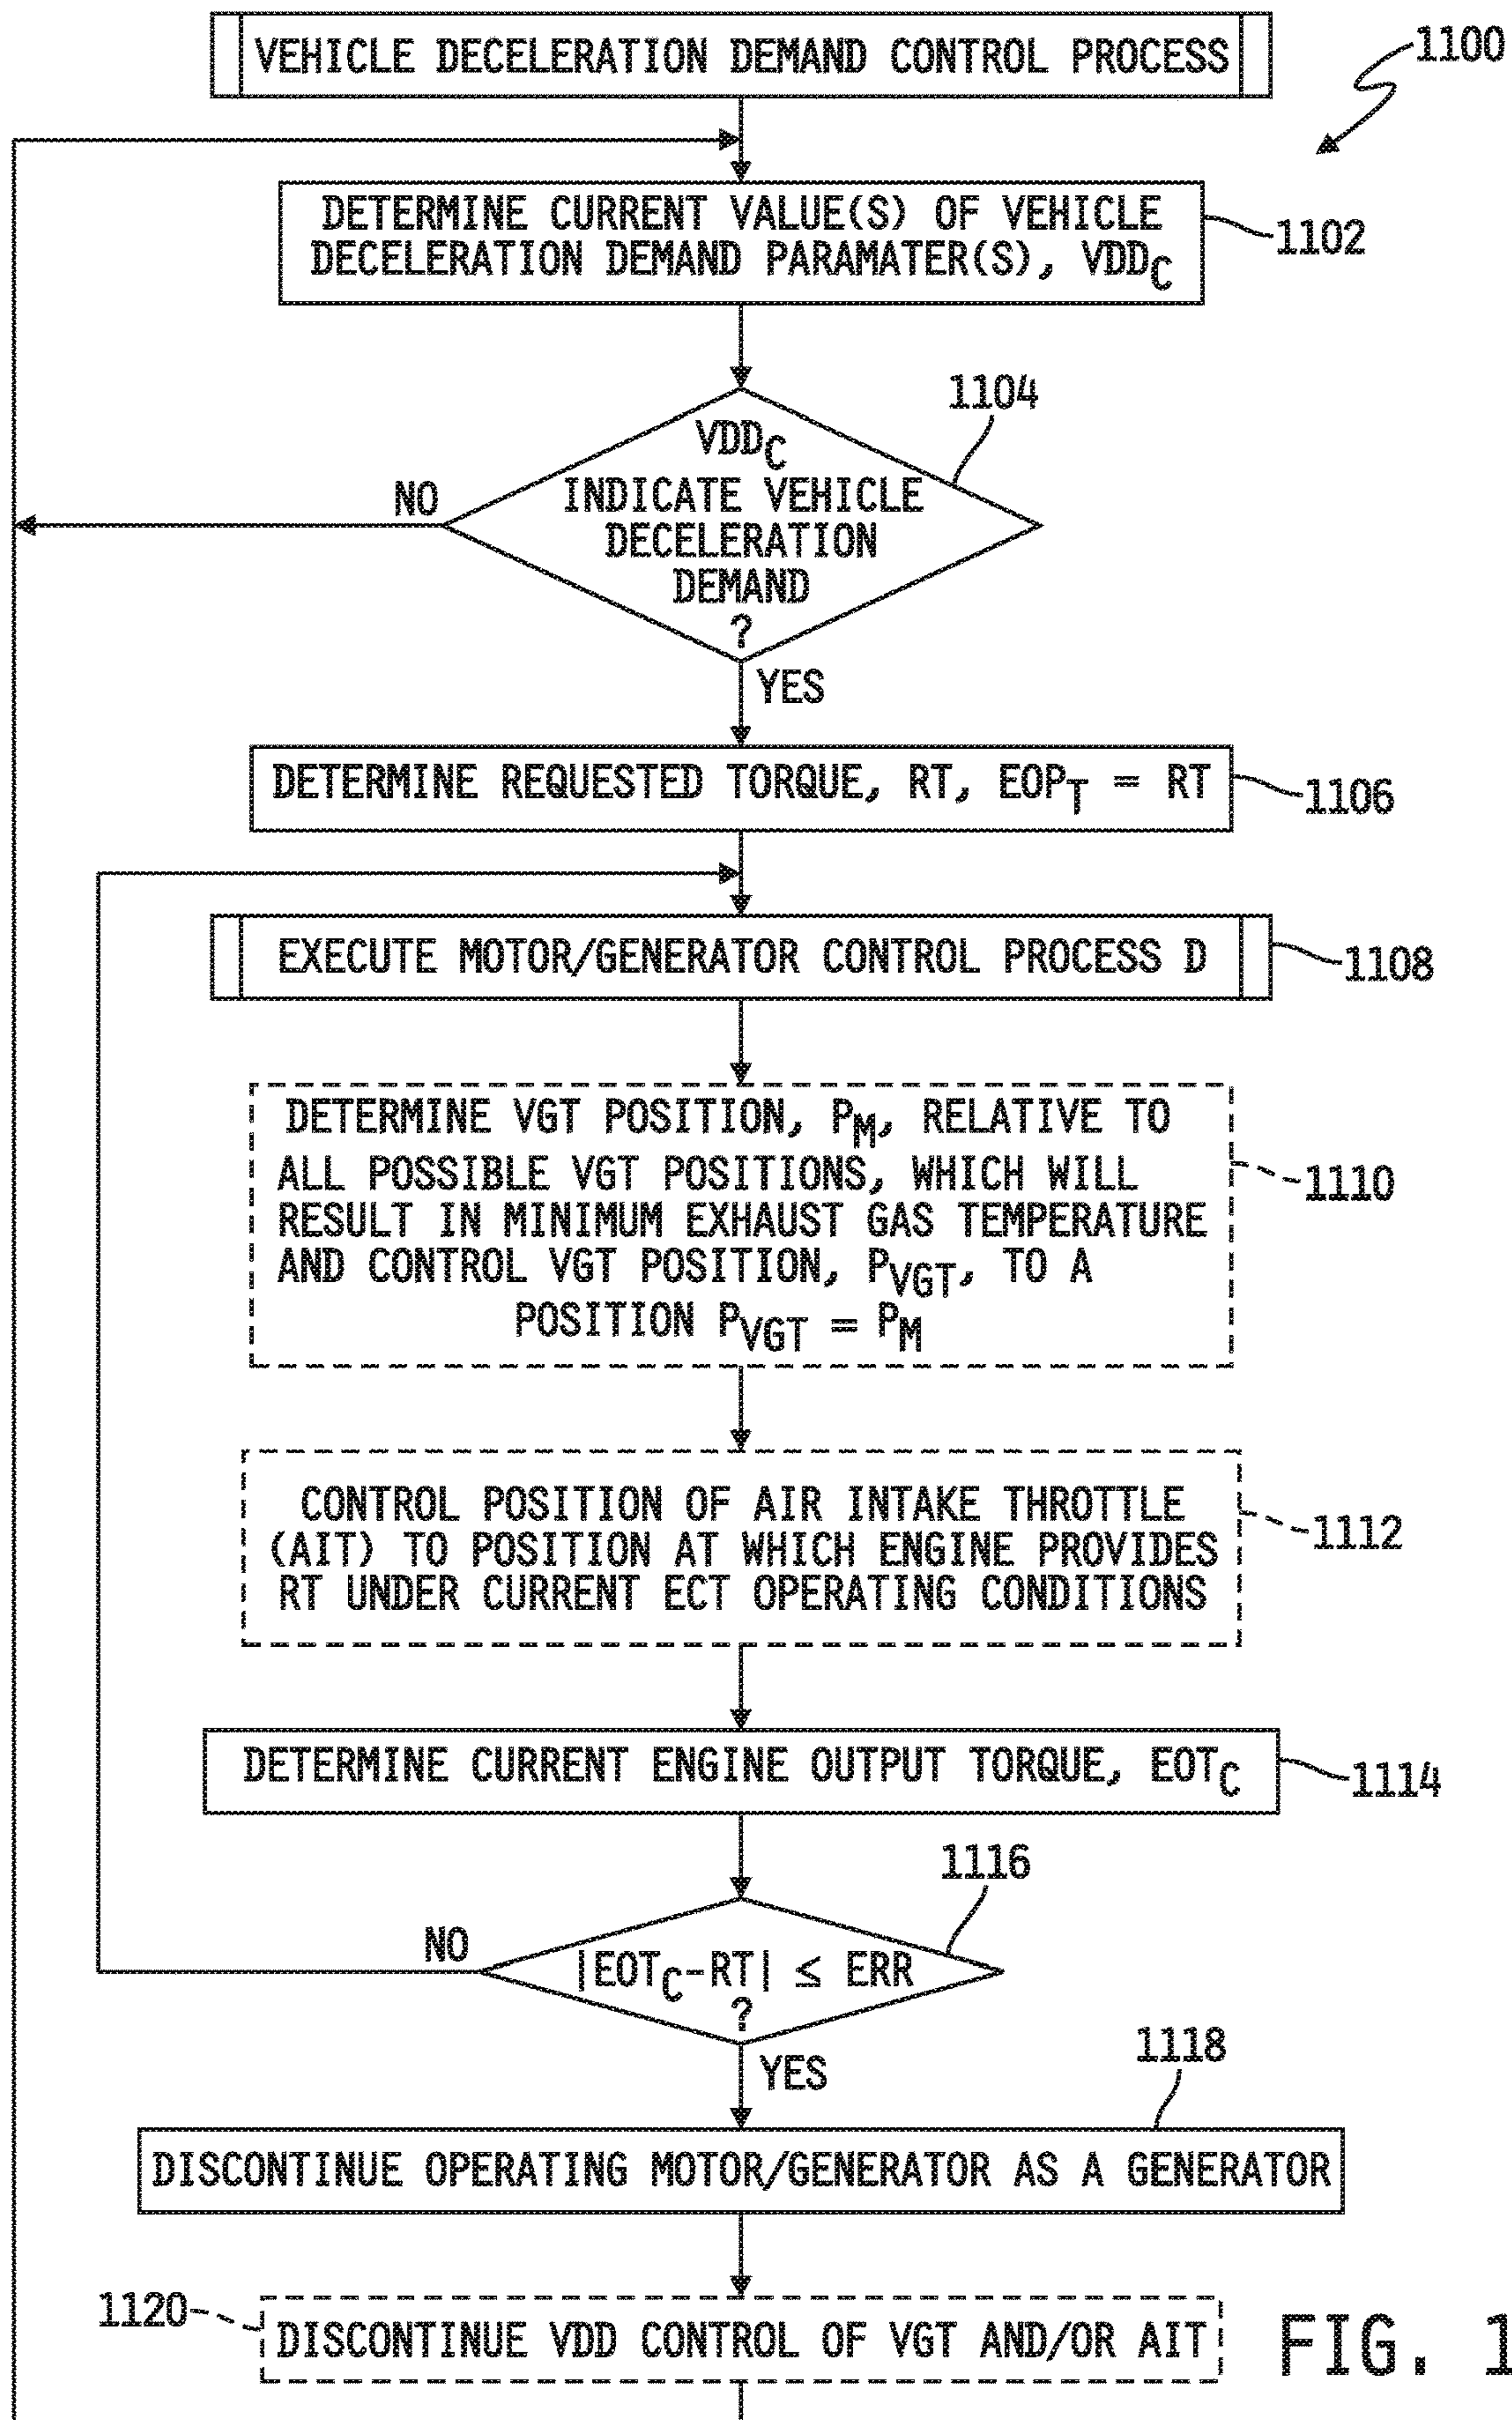 VEHICLE DECELERATION DEMAND CONTROL PROCESS
1100
DETERMINE CURRENT VALUE(S) OF VEHICLE
DECELERATION DEMAND PARAMATER(S), VDDC
1102
1104
VDDC
INDICATE VEHICLE
DECELERATION
DEMAND
?
NO
YES
DETERMINE REQUESTED TORQUE, RT, EOPT = RT
1106
EXECUTE MOTOR/GENERATOR CONTROL PROCESS D
1108
DETERMINE VGT POSITION, PM, RELATIVE TO
ALL POSSIBLE VGT POSITIONS, WHICH WILL
RESULT IN MINIMUM EXHAUST GAS TEMPERATURE
AND CONTROL VGT POSITION, PVGT, TO A
POSITION PVGT = PM
1110
CONTROL POSITION OF AIR INTAKE THROTTLE
(AIT) TO POSITION AT WHICH ENGINE PROVIDES
RT UNDER CURRENT ECT OPERATING CONDITIONS
1112
DETERMINE CURRENT ENGINE OUTPUT TORQUE, EOTC
1114
1116
|EOTC-RT| ≤ ERR
?
NO
YES
1118
DISCONTINUE OPERATING MOTOR/GENERATOR AS A GENERATOR
1120
DISCONTINUE VDD CONTROL OF VGT AND/OR AIT
FIG. 1